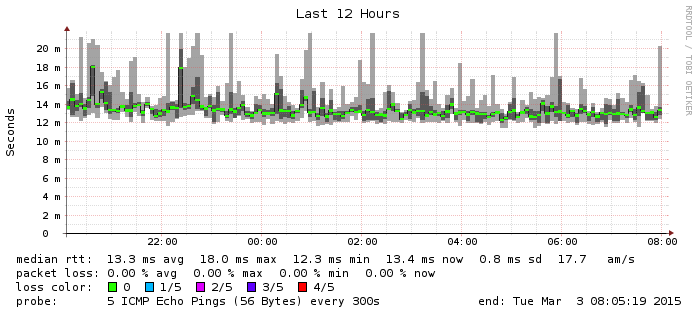 Last 12 Hours
RRDTOOL / TOBI OETIKER
Seconds
20 m
18 m
16 m
14 m
12 m
10 m
8 m
6 m
4 m
2 m
0
22:00 00:00 02:00 04:00 06:00 08:00
median rtt: 13.3 ms avg 18.0 ms max 12.3 ms min 13.4 ms now 0.8 ms sd 17.7 am/s
packet loss: 0.00 % avg 0.00 % max 0.00 % min 0.00 % now
loss color: 0 1/5 2/5 3/5 4/5
probe: 5 ICMP Echo Pings (56 Bytes) every 300s end: Tue Mar 3 08:05:19 2015